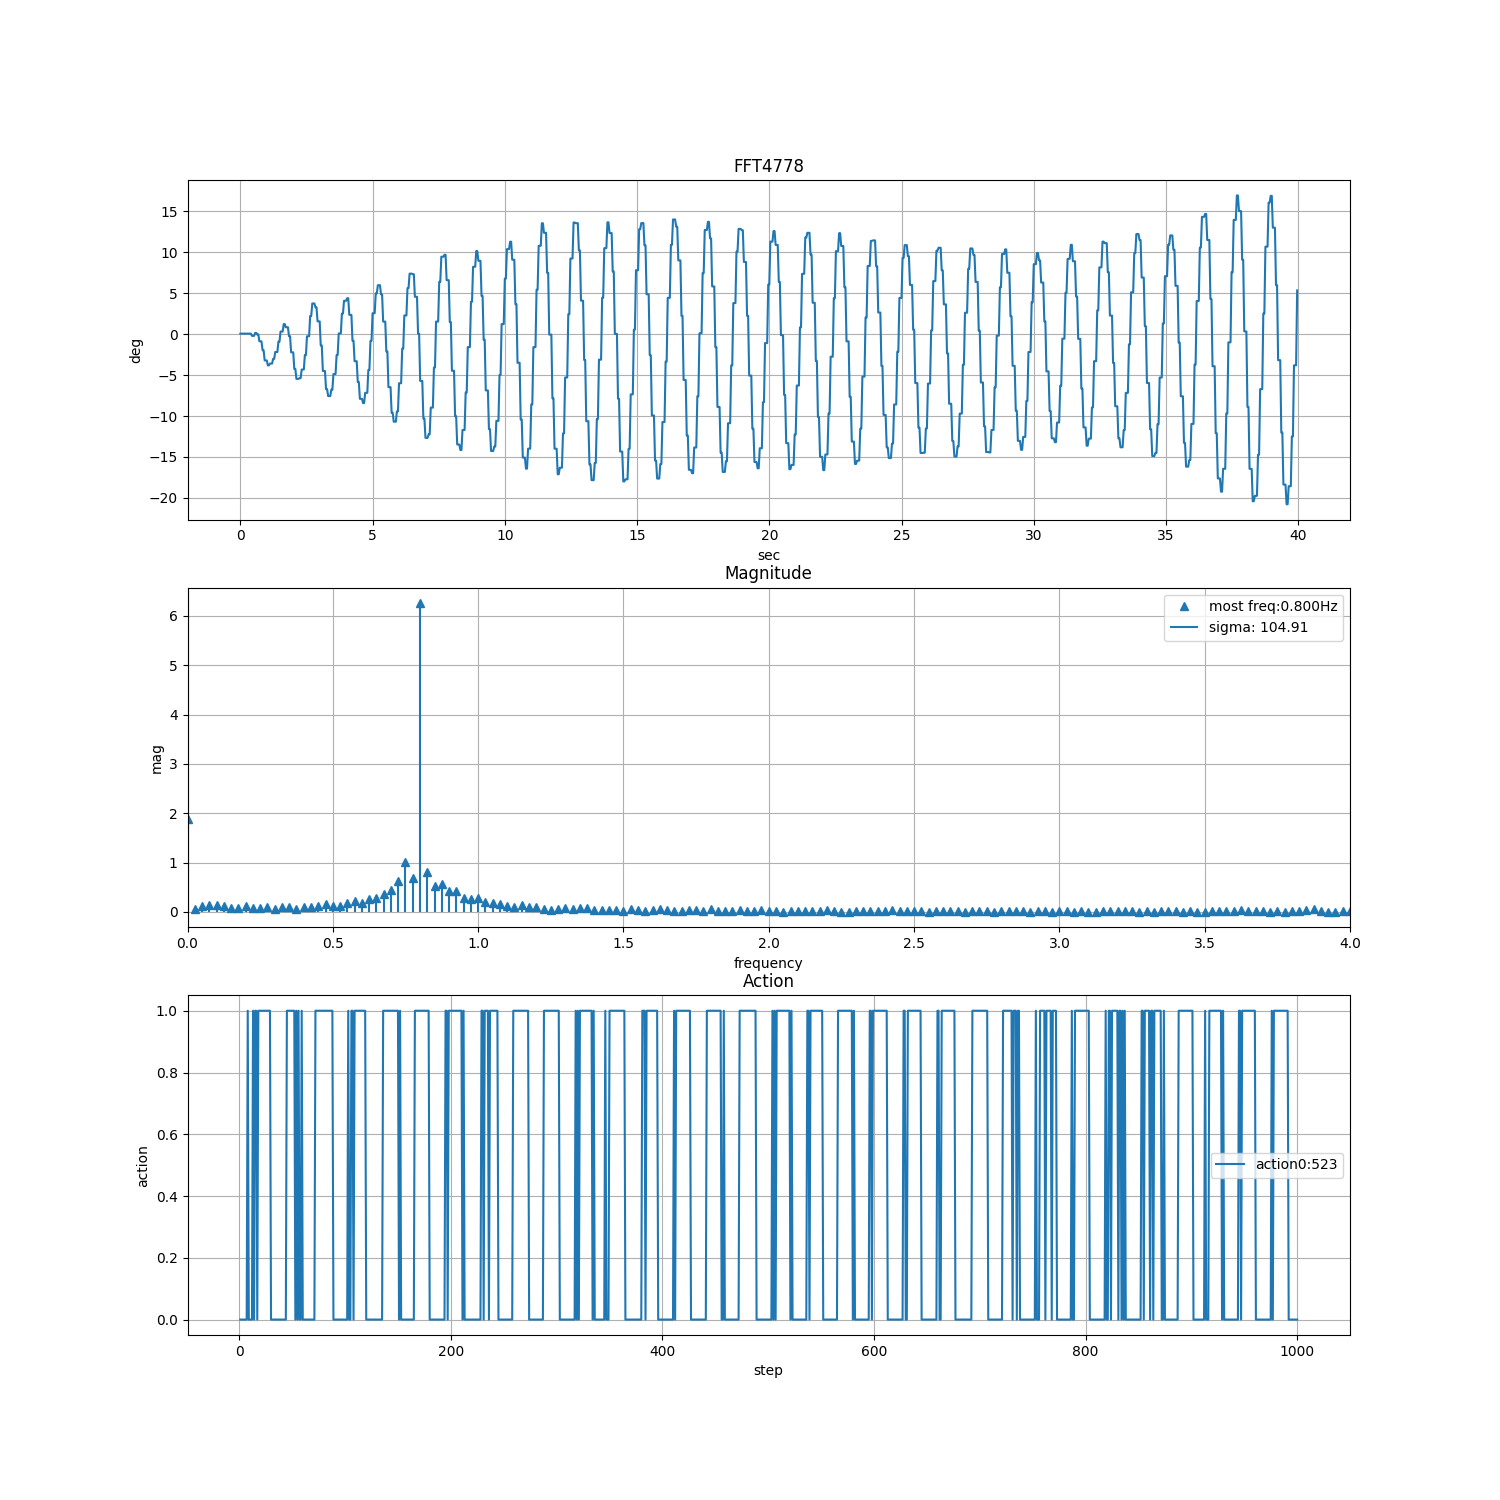 FFT4778
15
10
5
0
−5
−10
−15
−20
deg
0 5 10 15 20 25 30 35 40
sec
Magnitude
most freq:0.800Hz
sigma: 104.91
6
5
4
3
2
1
0
mag
0.0 0.5 1.0 1.5 2.0 2.5 3.0 3.5 4.0
frequency
Action
1.0
0.8
0.6
0.4
0.2
0.0
action
action0:523
0 200 400 600 800 1000
step